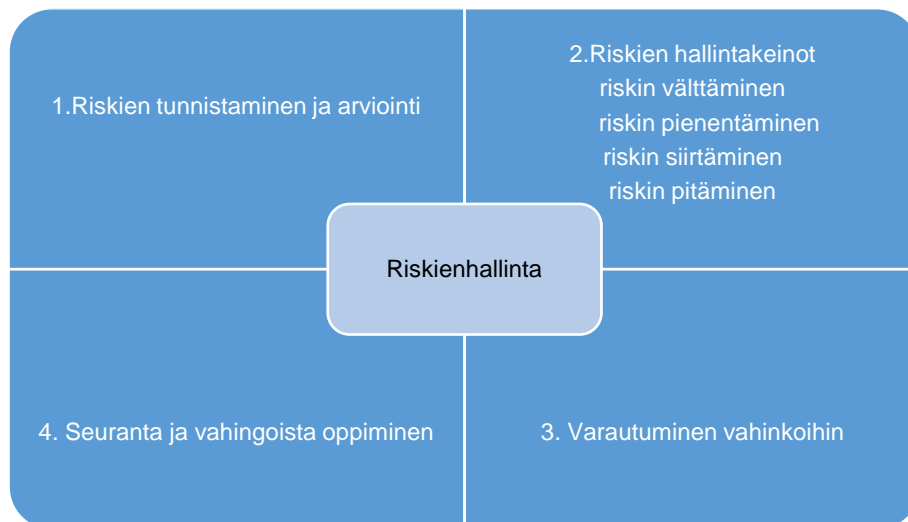 1.Riskien tunnistaminen ja arviointi
2.Riskien hallintakeinot
riskin välttäminen
riskin pienentäminen
riskin siirtäminen
riskin pitäminen
Riskienhallinta
4. Seuranta ja vahingoista oppiminen
3. Varautuminen vahinkoihin